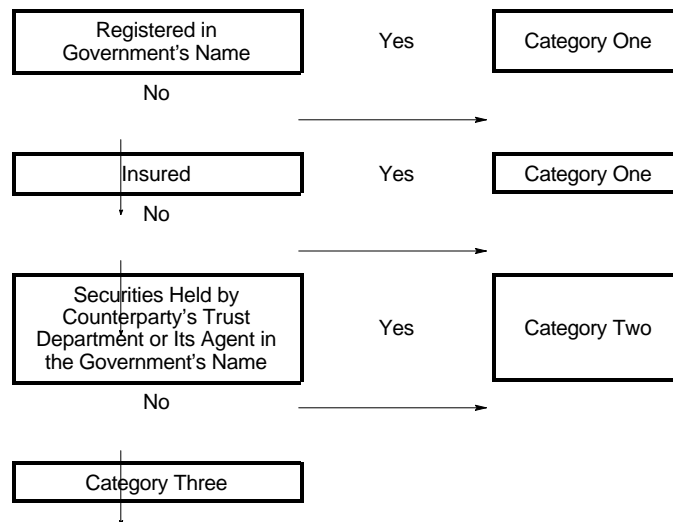 Registered in
Government's Name
Yes
Category One
No
Insured
Yes
Category One
No
Securities Held by
Counterparty's Trust
Department or Its Agent in
the Government's Name
Yes
Category Two
No
Category Three